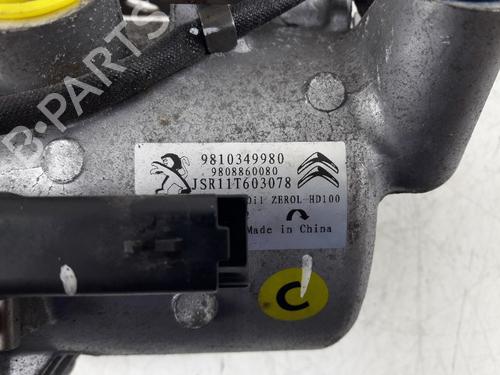 B-PARTS
9810349980
9808860080
JSR11T603078
Oil ZEROL-HD100
Made in China
C